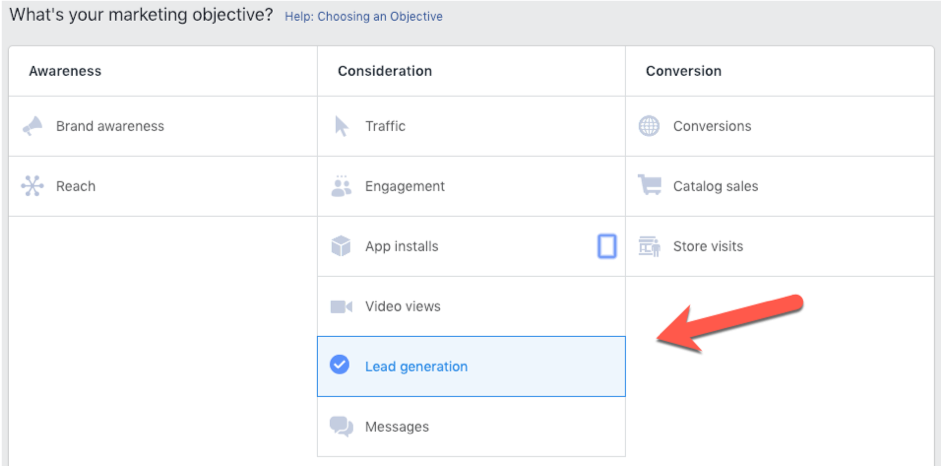 What's your marketing objective? Help: Choosing an Objective
Awareness Consideration Conversion
Brand awareness Traffic Conversions
Reach Engagement Catalog sales
App installs Store visits
Video views
Lead generation
Messages